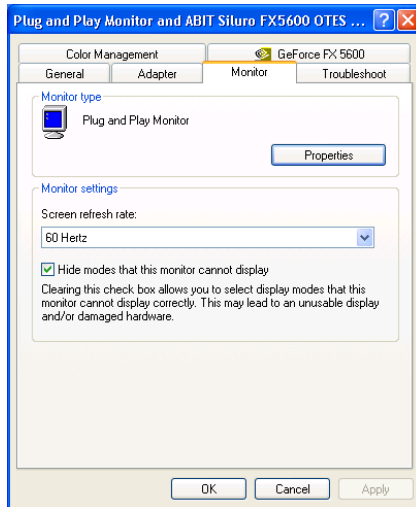 Plug and Play Monitor and ABIT Siluro FX5600 OTES ...
Color Management
GeForce FX 5600
General
Adapter
Monitor
Troubleshoot
Monitor type
Plug and Play Monitor
Properties
Monitor settings
Screen refresh rate:
60 Hertz
Hide modes that this monitor cannot display
Clearing this check box allows you to select display modes that this
monitor cannot display correctly. This may lead to an unusable display
and/or damaged hardware.
OK
Cancel
Apply